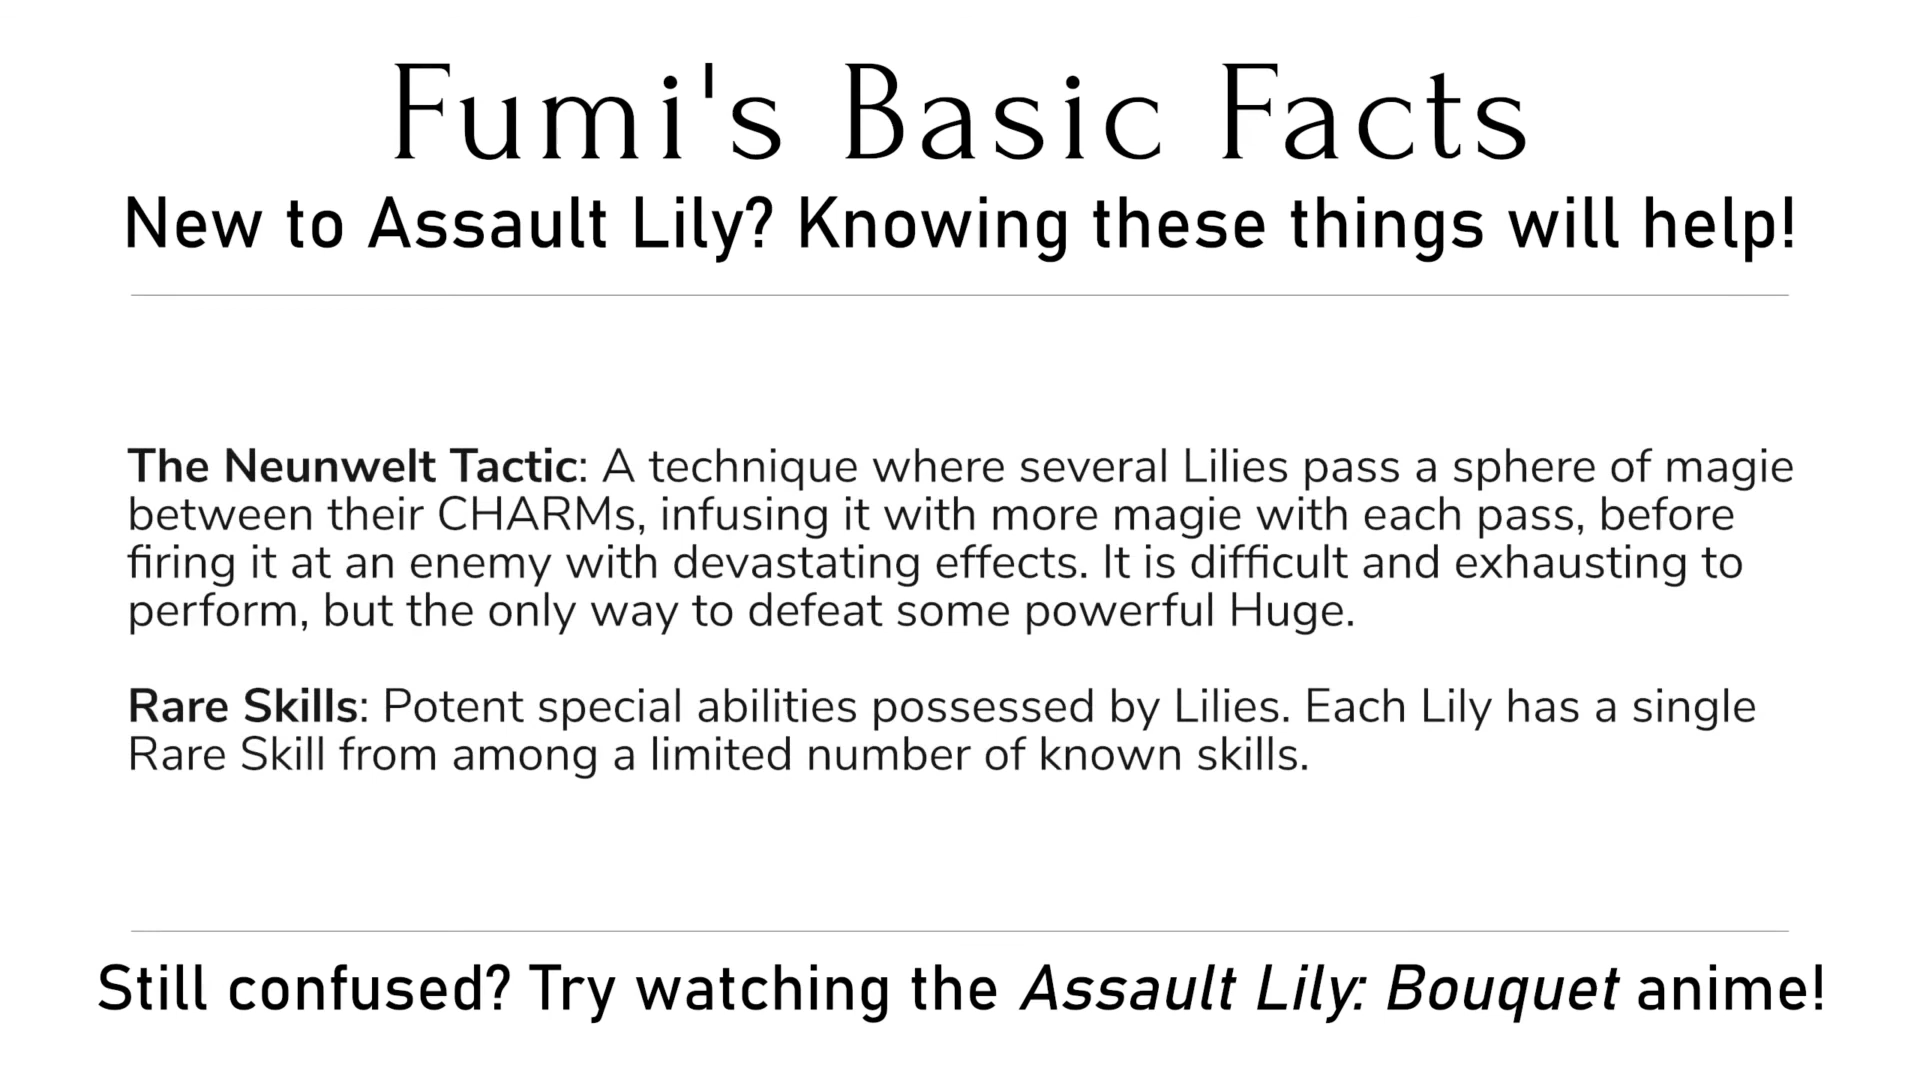 Fumi's Basic Facts
New to Assault Lily? Knowing these things will help!
The Neunwelt Tactic: A technique where several Lilies pass a sphere of magie
between their CHARMs, infusing it with more magie with each pass, before
firing it at an enemy with devastating effects. It is difficult and exhausting to
perform, but the only way to defeat some powerful Huge.
Rare Skills: Potent special abilities possessed by Lilies. Each Lily has a single
Rare Skill from among a limited number of known skills.
Still confused? Try watching the Assault Lily: Bouquet anime!